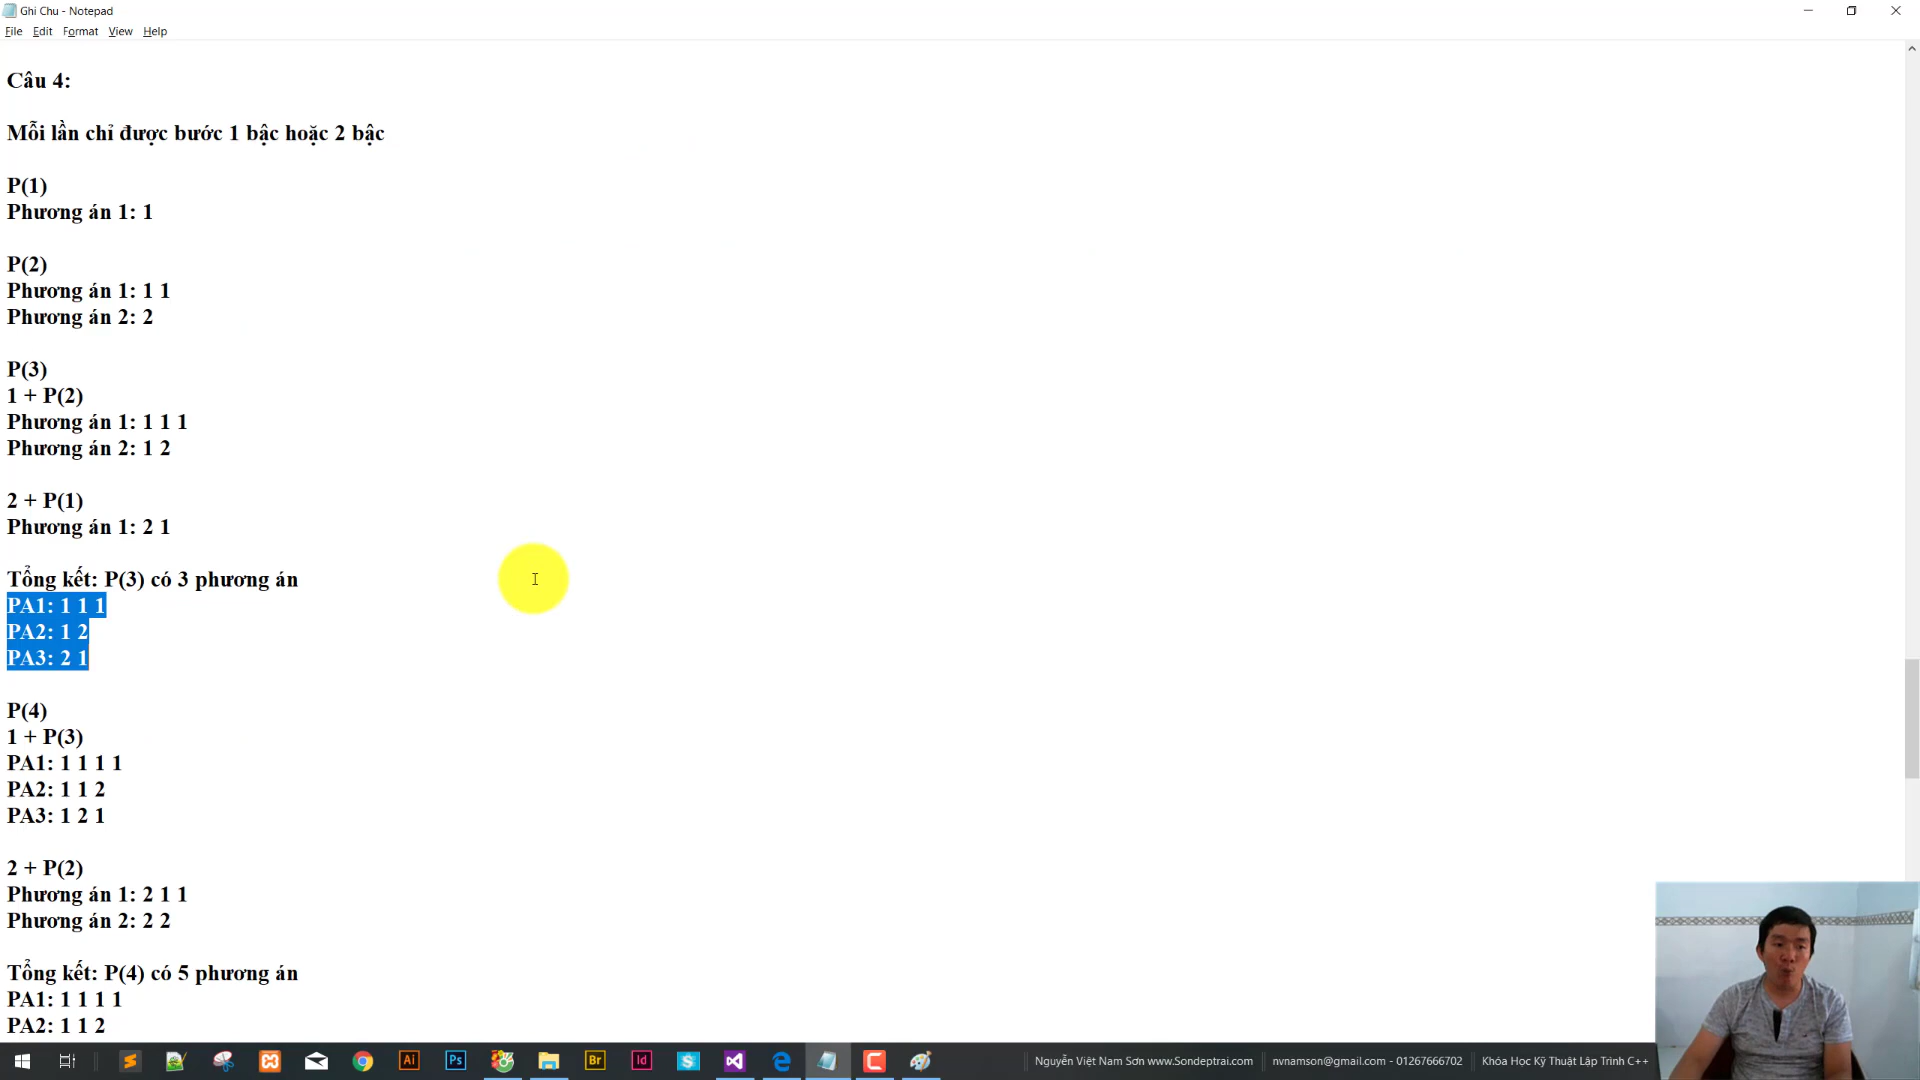 Ghi Chu - Notepad
File Edit Format View Help
Câu 4:
Mỗi lần chỉ được bước 1 bậc hoặc 2 bậc
P(1)
Phương án 1: 1
P(2)
Phương án 1: 1 1
Phương án 2: 2
P(3)
1 + P(2)
Phương án 1: 1 1 1
Phương án 2: 1 2
2 + P(1)
Phương án 1: 2 1
Tổng kết: P(3) có 3 phương án
PA1: 1 1 1
PA2: 1 2
PA3: 2 1
P(4)
1 + P(3)
PA1: 1 1 1 1
PA2: 1 1 2
PA3: 1 2 1
2 + P(2)
Phương án 1: 2 1 1
Phương án 2: 2 2
Tổng kết: P(4) có 5 phương án
PA1: 1 1 1 1
PA2: 1 1 2
Ai Ps Br Id S C
Nguyễn Việt Nam Sơn www.Sondeptrai.com nvnamson@gmail.com - 01267666702 Khóa Học Kỹ Thuật Lập Trình C++